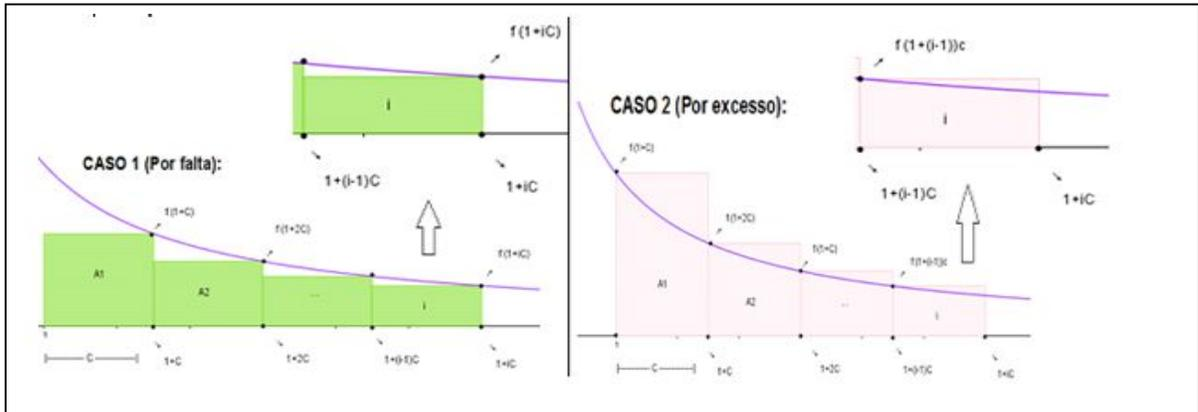 f(1+iC)
i
1+(i-1)C
1+iC
CASO 1 (Por falta):
f(1+C)
f(1+2C)
f(1+iC)
A1
A2
...
i
1
C
1+C
1+2C
1+(i-1)C
1+iC
f(1+(i-1))c
i
1+(i-1)C
1+iC
CASO 2 (Por excesso):
f(1+C)
f(1+2C)
f(1+C)
f(1+(i-1))c
A1
A2
...
i
1
C
1+C
1+2C
1+(i-1)C
1+iC